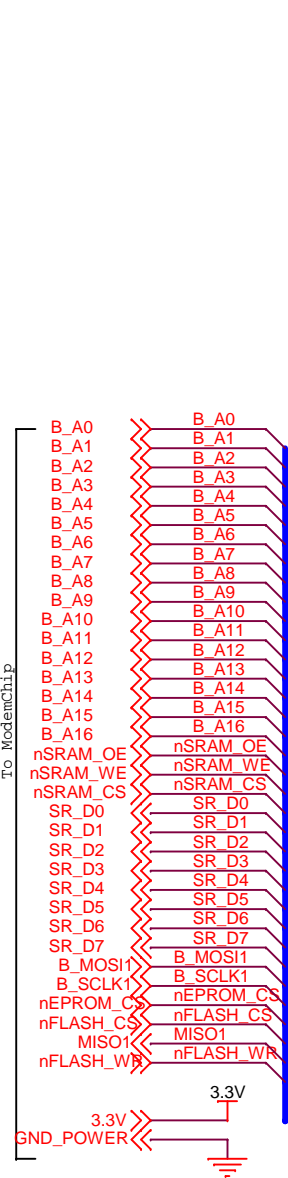 B_A0 B_A0
B_A1 B_A1
B_A2 B_A2
B_A3 B_A3
B_A4 B_A4
B_A5 B_A5
B_A6 B_A6
B_A7 B_A7
B_A8 B_A8
B_A9 B_A9
B_A10 B_A10
B_A11 B_A11
B_A12 B_A12
B_A13 B_A13
B_A14 B_A14
B_A15 B_A15
B_A16 B_A16
nSRAM_OE nSRAM_OE
nSRAM_WE nSRAM_WE
nSRAM_CS nSRAM_CS
SR_D0 SR_D0
SR_D1 SR_D1
SR_D2 SR_D2
SR_D3 SR_D3
SR_D4 SR_D4
SR_D5 SR_D5
SR_D6 SR_D6
SR_D7 SR_D7
B_MOSI1 B_MOSI1
B_SCLK1 B_SCLK1
nEPROM_CS nEPROM_CS
nFLASH_CS nFLASH_CS
MISO1 MISO1
nFLASH_WR nFLASH_WR
To ModemChip
3.3V
3.3V
GND_POWER